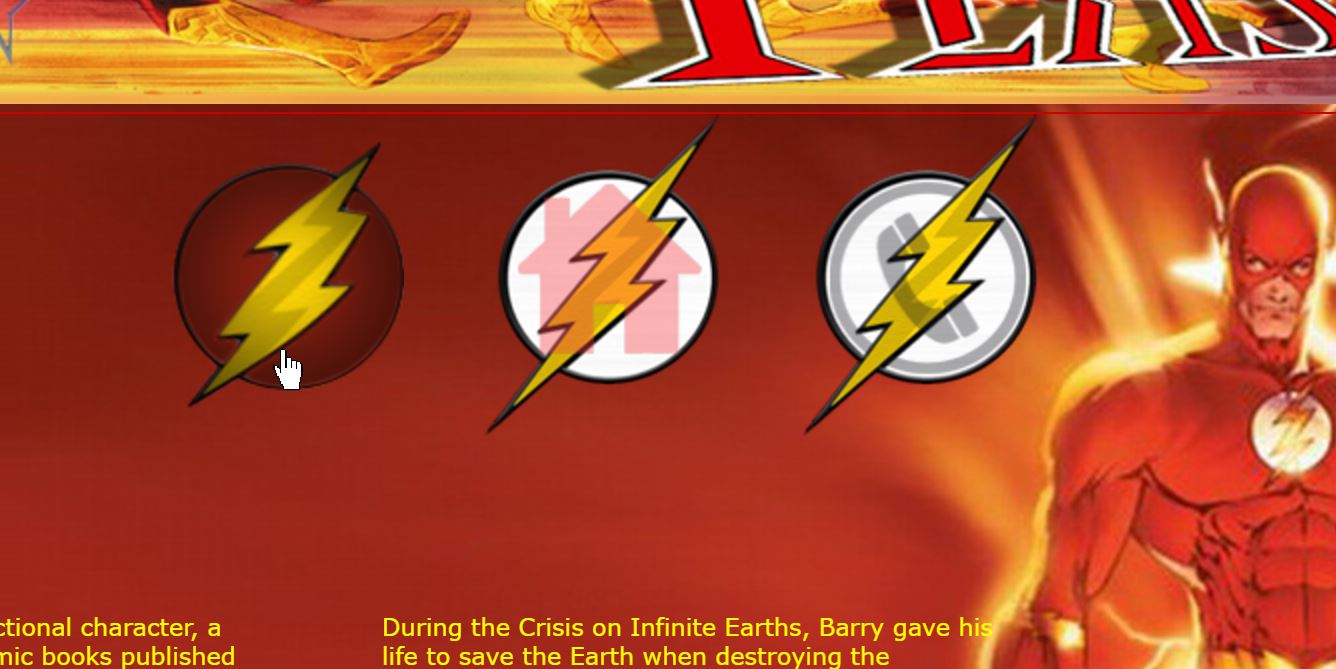 ctional character, a
mic books published
During the Crisis on Infinite Earths, Barry gave his
life to save the Earth when destroying the